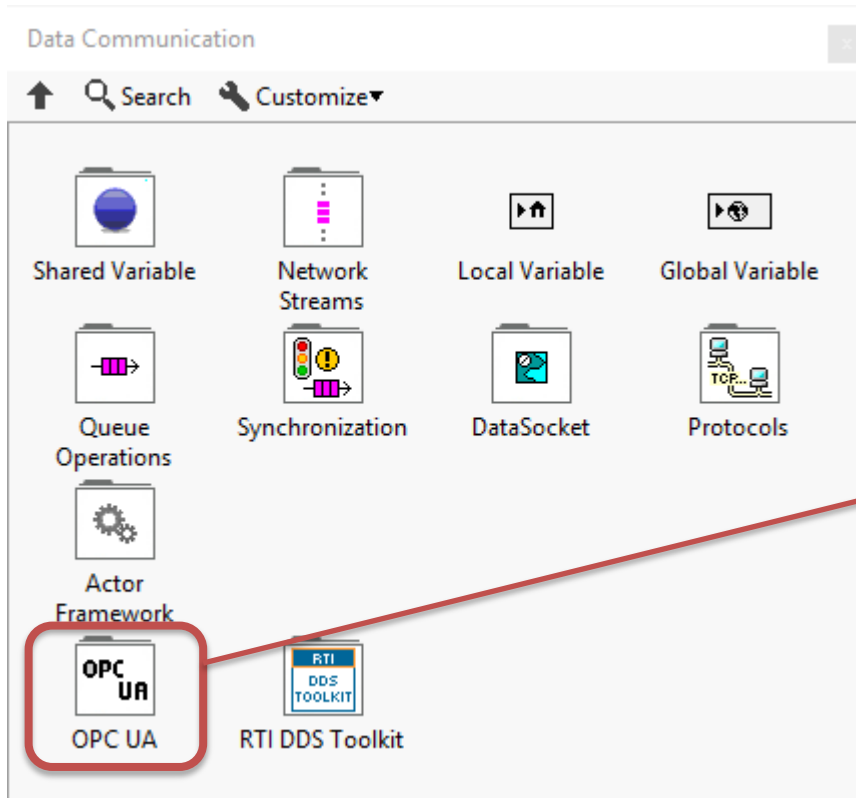 Data Communication
x
Search Customize
Shared Variable Network Streams Local Variable Global Variable
TCP...
Queue Operations Synchronization DataSocket Protocols
Actor Framework
OPC UA
RTI DDS TOOLKIT
OPC UA RTI DDS Toolkit